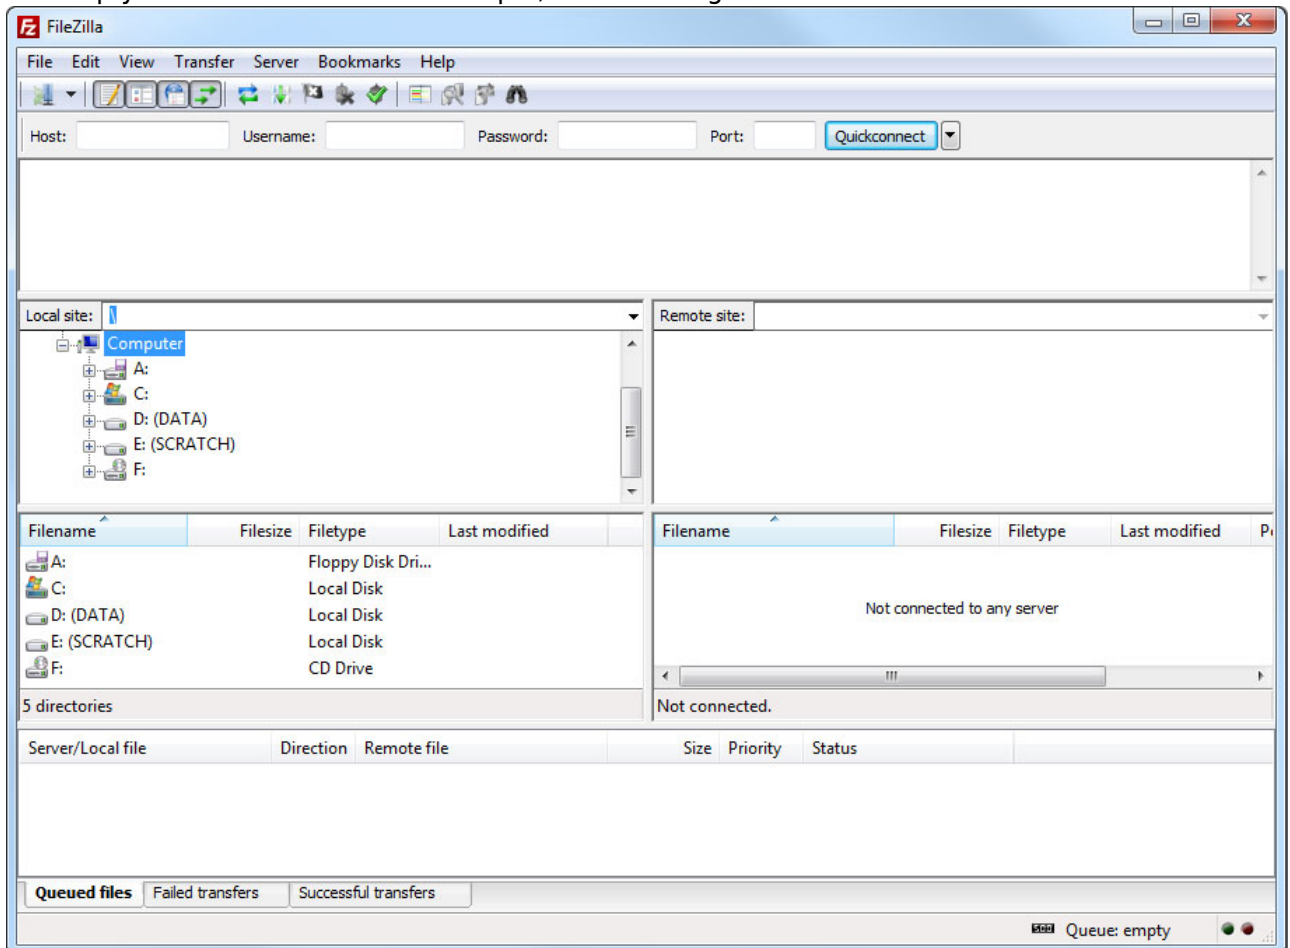 FileZilla
File Edit View Transfer Server Bookmarks Help
Host: Username: Password: Port: Quickconnect
Local site: \
Remote site:
Computer
A:
C:
D: (DATA)
E: (SCRATCH)
F:
Filename Filesize Filetype Last modified
A: Floppy Disk Dri...
C: Local Disk
D: (DATA) Local Disk
E: (SCRATCH) Local Disk
F: CD Drive
5 directories
Filename Filesize Filetype Last modified
Not connected to any server
Not connected.
Server/Local file Direction Remote file Size Priority Status
Queued files Failed transfers Successful transfers
Queue: empty